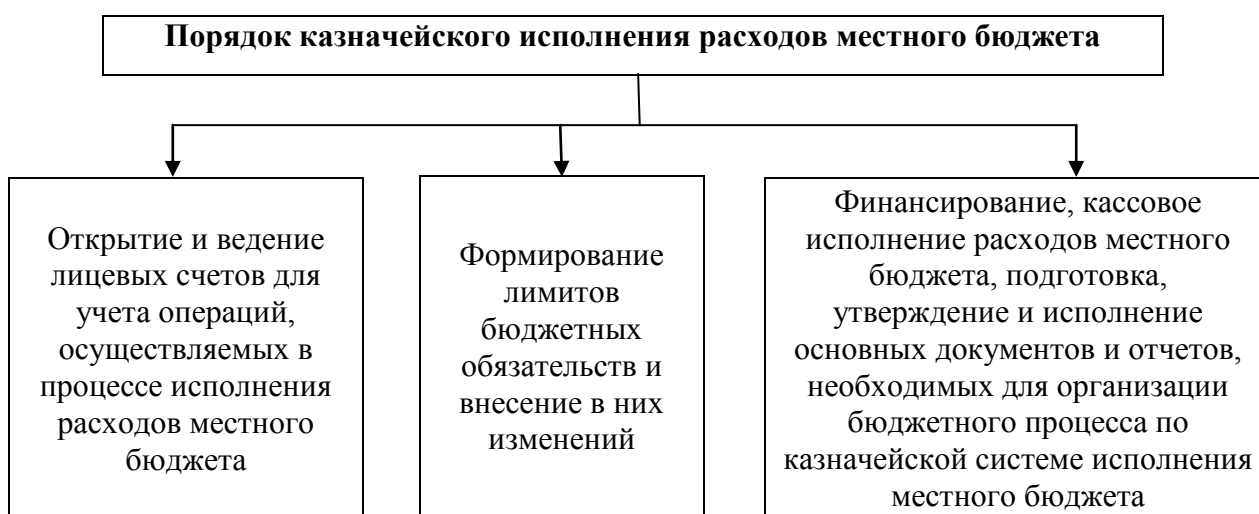 Порядок казначейского исполнения расходов местного бюджета
Открытие и ведение
лицевых счетов для
учета операций,
осуществляемых в
процессе исполнения
расходов местного
бюджета
Формирование
лимитов
бюджетных
обязательств и
внесение в них
изменений
Финансирование, кассовое
исполнение расходов местного
бюджета, подготовка,
утверждение и исполнение
основных документов и отчетов,
необходимых для организации
бюджетного процесса по
казначейской системе исполнения
местного бюджета